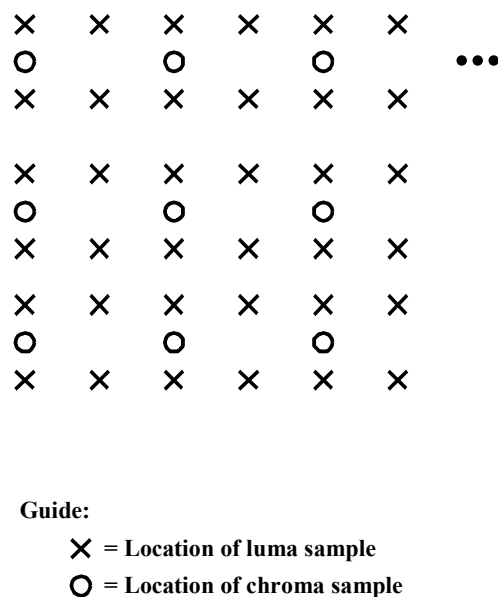 Guide:
= Location of luma sample
= Location of chroma sample